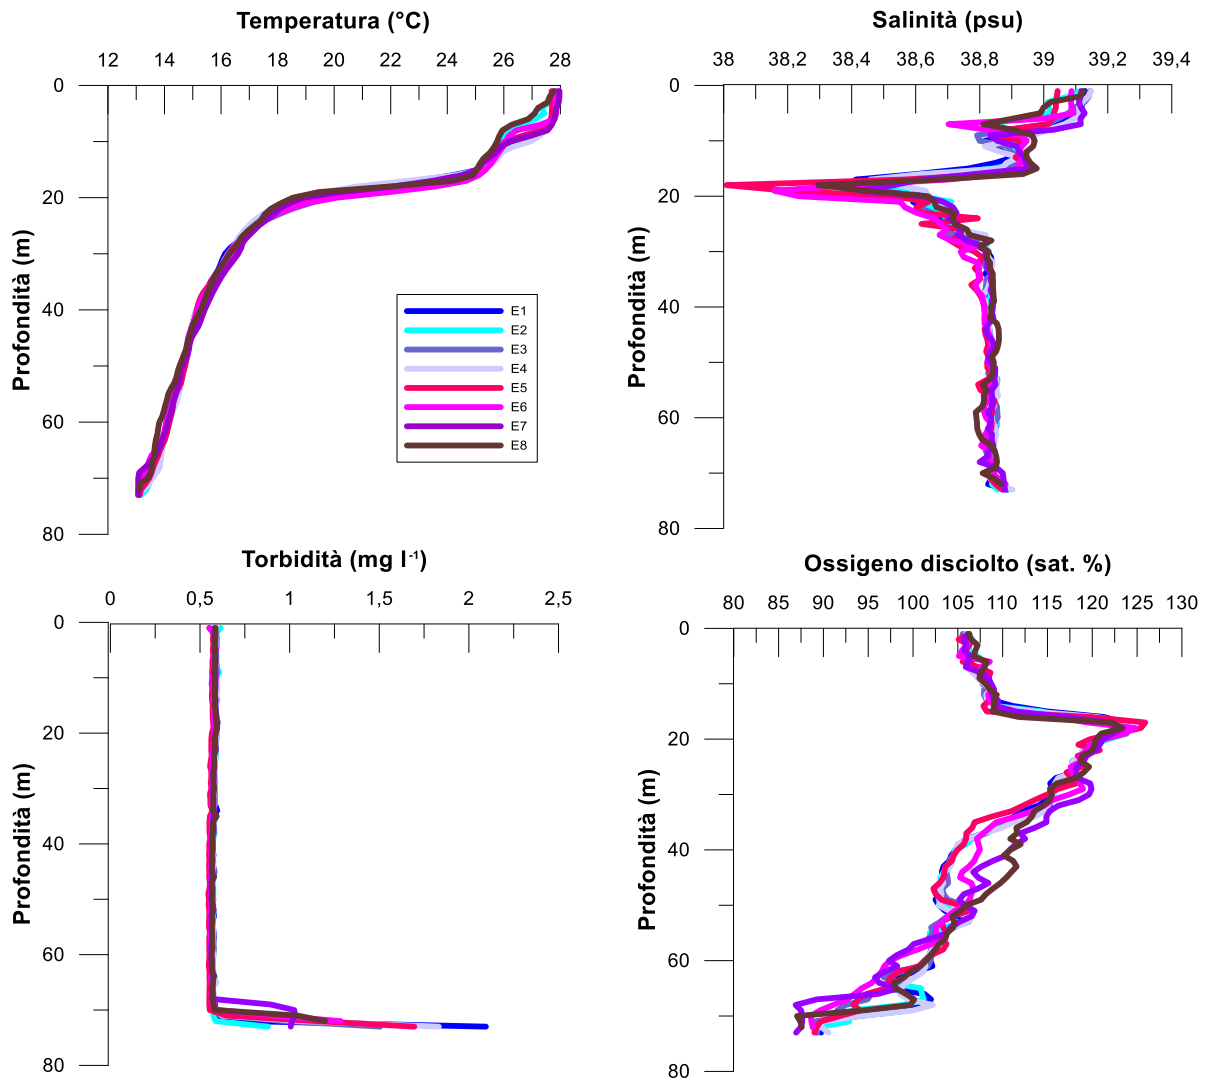 Temperatura (°C)
12 14 16 18 20 22 24 26 28
0
20
40
60
80
Profondità (m)
E1
E2
E3
E4
E5
E6
E7
E8
Salinità (psu)
38 38,2 38,4 38,6 38,8 39 39,2 39,4
0
20
40
60
80
Profondità (m)
Torbidità (mg l-1)
0 0,5 1 1,5 2 2,5
0
20
40
60
80
Profondità (m)
Ossigeno disciolto (sat. %)
80 85 90 95 100 105 110 115 120 125 130
0
20
40
60
80
Profondità (m)